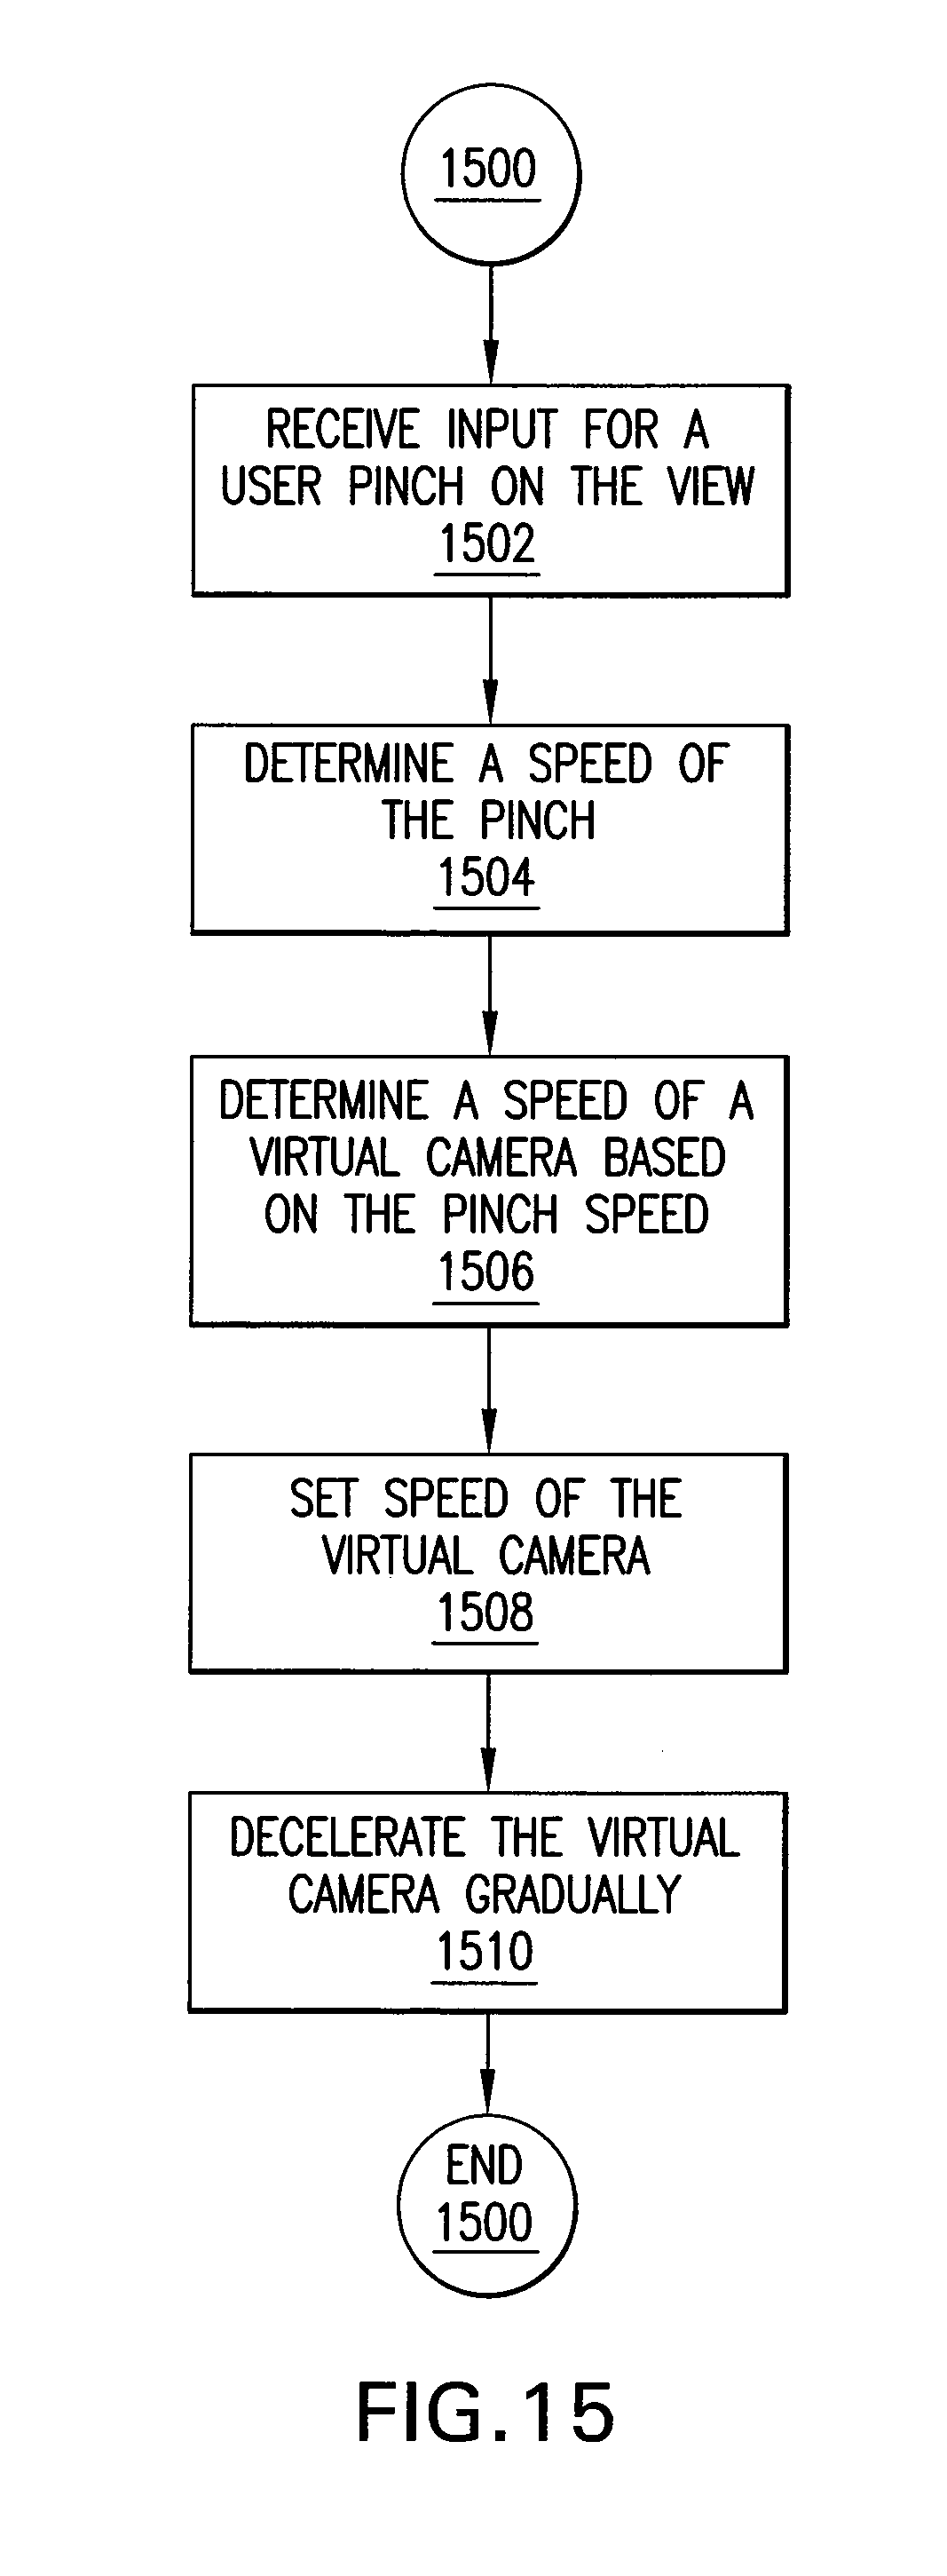 1500
RECEIVE INPUT FOR A
USER PINCH ON THE VIEW
1502
DETERMINE A SPEED OF
THE PINCH
1504
DETERMINE A SPEED OF A
VIRTUAL CAMERA BASED
ON THE PINCH SPEED
1506
SET SPEED OF THE
VIRTUAL CAMERA
1508
DECELERATE THE VIRTUAL
CAMERA GRADUALLY
1510
END
1500
FIG.15